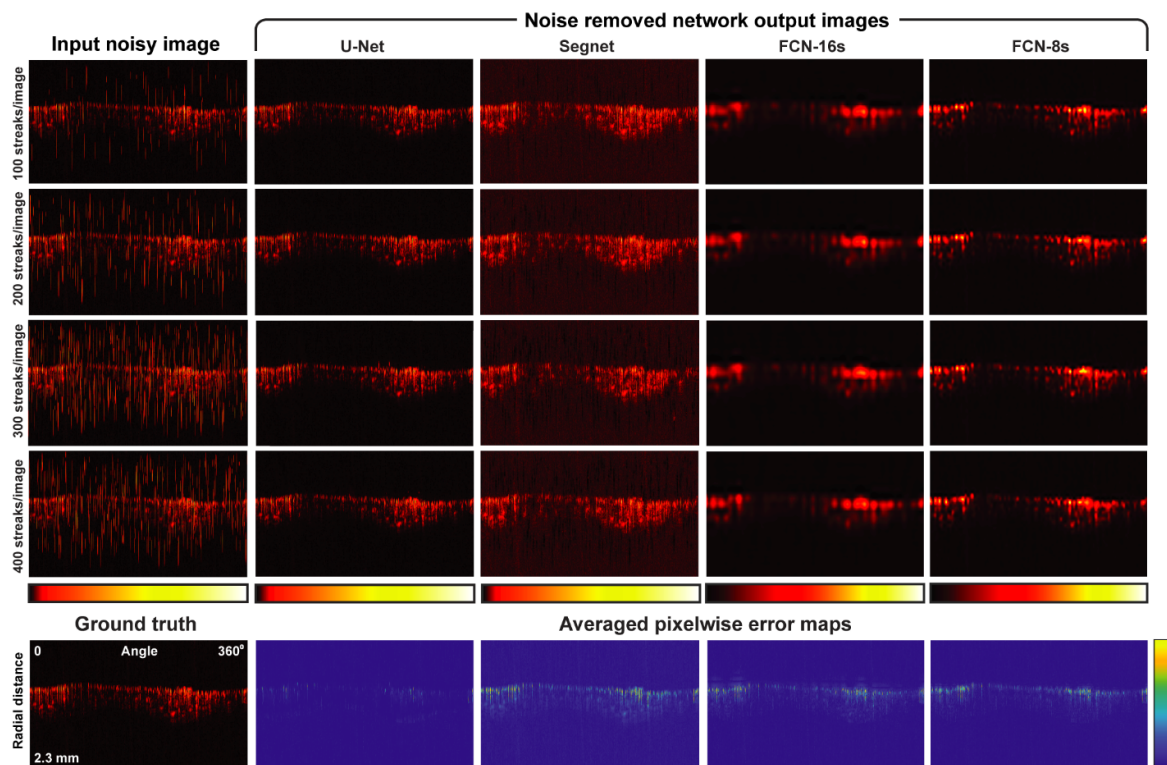 Noise removed network output images
Input noisy image
U-Net
Segnet
FCN-16s
FCN-8s
100 streaks/image
200 streaks/image
300 streaks/image
400 streaks/image
Ground truth
Averaged pixelwise error maps
0 Angle 360°
Radial distance
2.3 mm